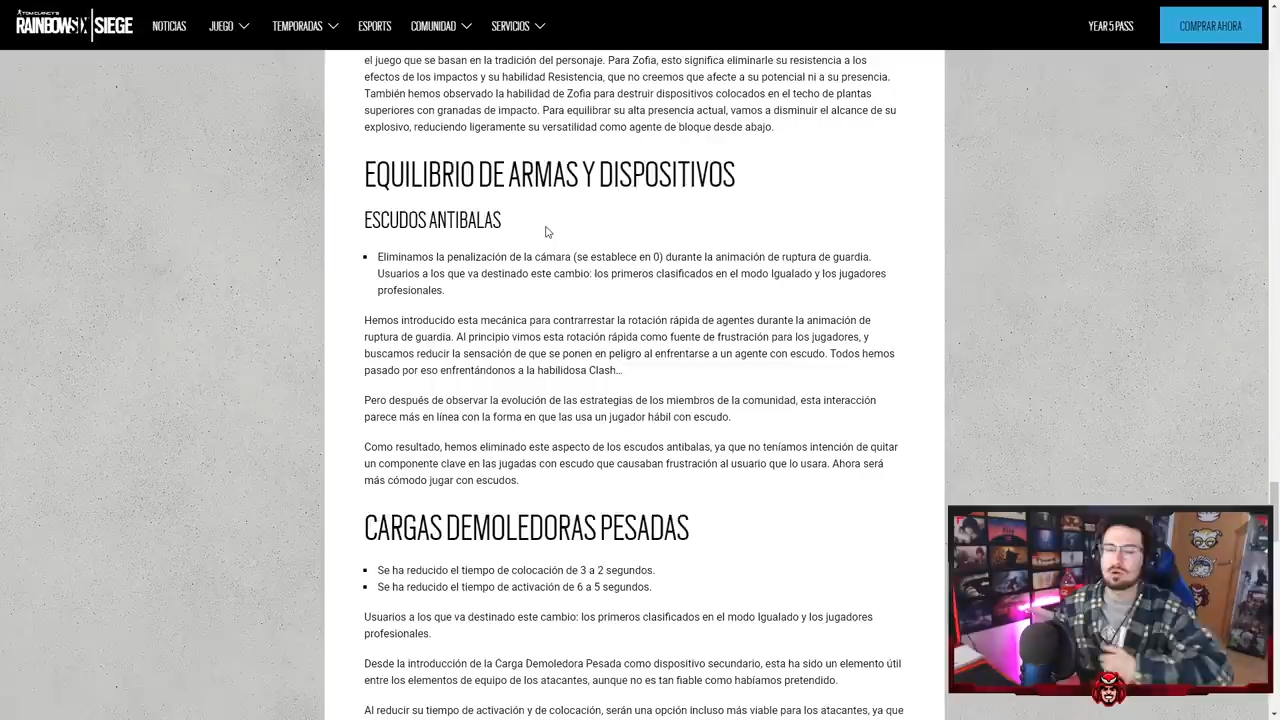 TOM CLANCY'S
RAINBOWSIX SIEGE
NOTICIAS JUEGO TEMPORADAS ESPORTS COMUNIDAD SERVICIOS YEAR 5 PASS COMPRAR AHORA
el juego que se basan en la tradición del personaje. Para Zofia, esto significa eliminarle su resistencia a los
efectos de los impactos y su habilidad Resistencia, que no creemos que afecte a su potencial ni a su presencia.
También hemos observado la habilidad de Zofia para destruir dispositivos colocados en el techo de plantas
superiores con granadas de impacto. Para equilibrar su alta presencia actual, vamos a disminuir el alcance de su
explosivo, reduciendo ligeramente su versatilidad como agente de bloque desde abajo.
EQUILIBRIO DE ARMAS Y DISPOSITIVOS
ESCUDOS ANTIBALAS
▪ Eliminamos la penalización de la cámara (se establece en 0) durante la animación de ruptura de guardia.
Usuarios a los que va destinado este cambio: los primeros clasificados en el modo Igualado y los jugadores
profesionales.
Hemos introducido esta mecánica para contrarrestar la rotación rápida de agentes durante la animación de
ruptura de guardia. Al principio vimos esta rotación rápida como fuente de frustración para los jugadores, y
buscamos reducir la sensación de que se ponen en peligro al enfrentarse a un agente con escudo. Todos hemos
pasado por eso enfrentándonos a la habilidosa Clash…
Pero después de observar la evolución de las estrategias de los miembros de la comunidad, esta interacción
parece más en línea con la forma en que las usa un jugador hábil con escudo.
Como resultado, hemos eliminado este aspecto de los escudos antibalas, ya que no teníamos intención de quitar
un componente clave en las jugadas con escudo que causaban frustración al usuario que lo usara. Ahora será
más cómodo jugar con escudos.
CARGAS DEMOLEDORAS PESADAS
▪ Se ha reducido el tiempo de colocación de 3 a 2 segundos.
▪ Se ha reducido el tiempo de activación de 6 a 5 segundos.
Usuarios a los que va destinado este cambio: los primeros clasificados en el modo Igualado y los jugadores
profesionales.
Desde la introducción de la Carga Demoledora Pesada como dispositivo secundario, esta ha sido un elemento útil
entre los elementos de equipo de los atacantes, aunque no es tan fiable como habíamos pretendido.
Al reducir su tiempo de activación y de colocación, serán una opción incluso más viable para los atacantes, ya que